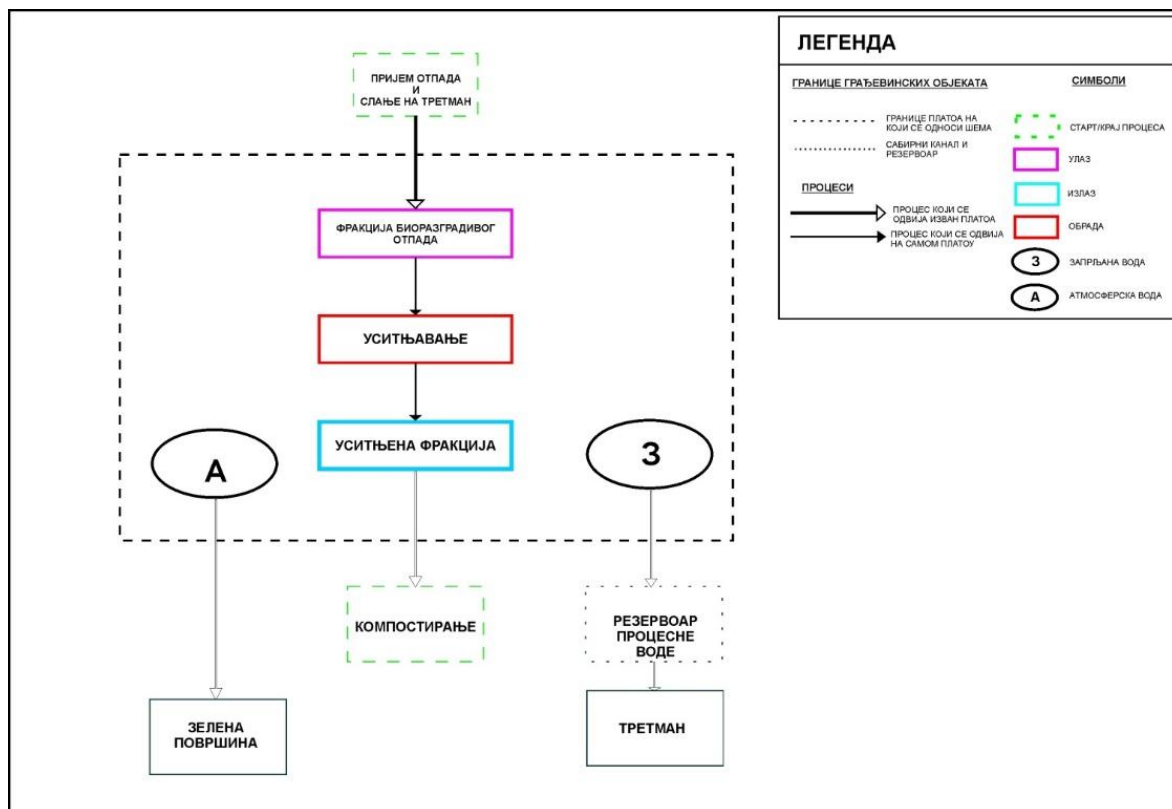 ПРИЈЕМ ОТПАДА
И
СЛАЊЕ НА ТРЕТМАН
ФРАКЦИЈА БИОРАЗГРАДИВОГ
ОТПАДА
УСИТЊАВАЊЕ
УСИТЊЕНА ФРАКЦИЈА
А
З
КОМПОСТИРАЊЕ
РЕЗЕРВОАР
ПРОЦЕСНЕ
ВОДЕ
ЗЕЛЕНА
ПОВРШИНА
ТРЕТМАН
ЛЕГЕНДА
ГРАНИЦЕ ГРАЂЕВИНСКИХ ОБЈЕКАТА
ГРАНИЦЕ ПЛАТОА НА
КОЈИ СЕ ОДНОСИ ШЕМА
САБИРНИ КАНАЛ И
РЕЗЕРВОАР
ПРОЦЕСИ
ПРОЦЕС КОЈИ СЕ
ОДВИЈА ИЗВАН ПЛАТОА
ПРОЦЕС КОЈИ СЕ ОДВИЈА
НА САМОМ ПЛАТОУ
СИМБОЛИ
СТАРТ/КРАЈ ПРОЦЕСА
УЛАЗ
ИЗЛАЗ
ОБРАДА
З
ЗАПРЉАНА ВОДА
А
АТМОСФЕРСКА ВОДА